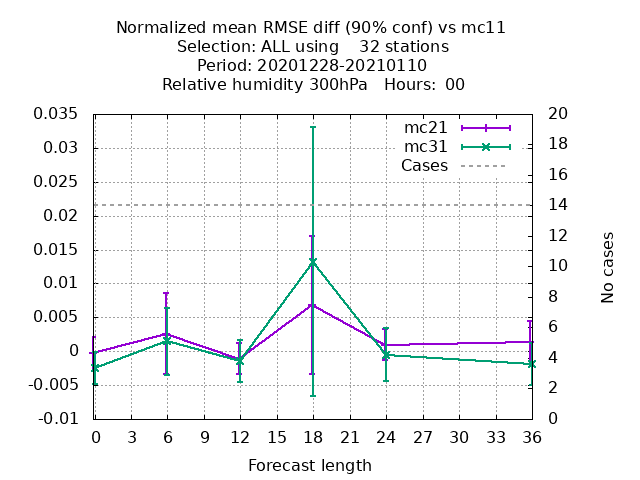 Normalized mean RMSE diff (90% conf) vs mc11
Selection: ALL using    32 stations
Period: 20201228-20210110
Relative humidity 300hPa   Hours:  00
0.035
0.03
0.025
0.02
0.015
0.01
0.005
0
-0.005
-0.01
mc21
mc31
Cases
20
18
16
14
12
10
8
6
4
2
0
No cases
0 3 6 9 12 15 18 21 24 27 30 33 36
Forecast length